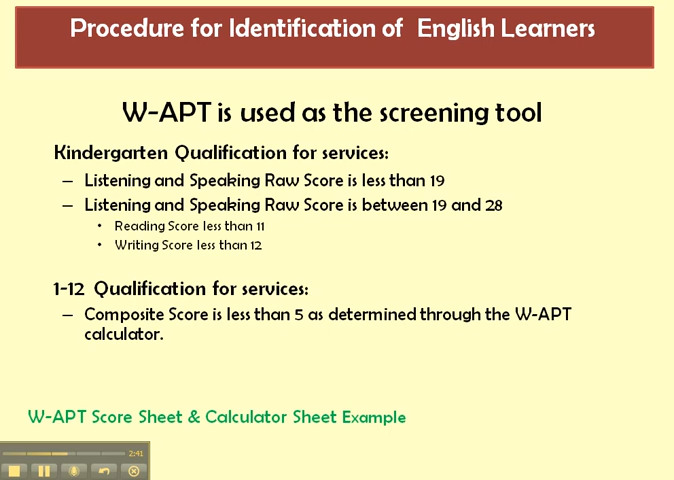 Procedure for Identification of English Learners
W-APT is used as the screening tool
Kindergarten Qualification for services:
– Listening and Speaking Raw Score is less than 19
– Listening and Speaking Raw Score is between 19 and 28
• Reading Score less than 11
• Writing Score less than 12
1-12 Qualification for services:
– Composite Score is less than 5 as determined through the W-APT
calculator.
W-APT Score Sheet & Calculator Sheet Example
2:41